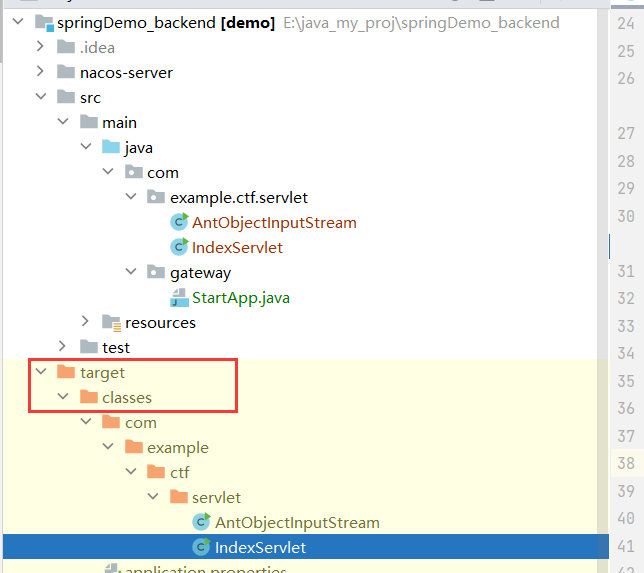 springDemo_backend [demo] E:\java_my_proj\springDemo_backend
.idea
nacos-server
src
main
java
com
example.ctf.servlet
AntObjectInputStream
IndexServlet
gateway
StartApp.java
resources
test
target
classes
com
example
ctf
servlet
AntObjectInputStream
IndexServlet
application.properties
24
25
26
27
28
29
30
31
32
33
34
35
36
37
38
39
40
41